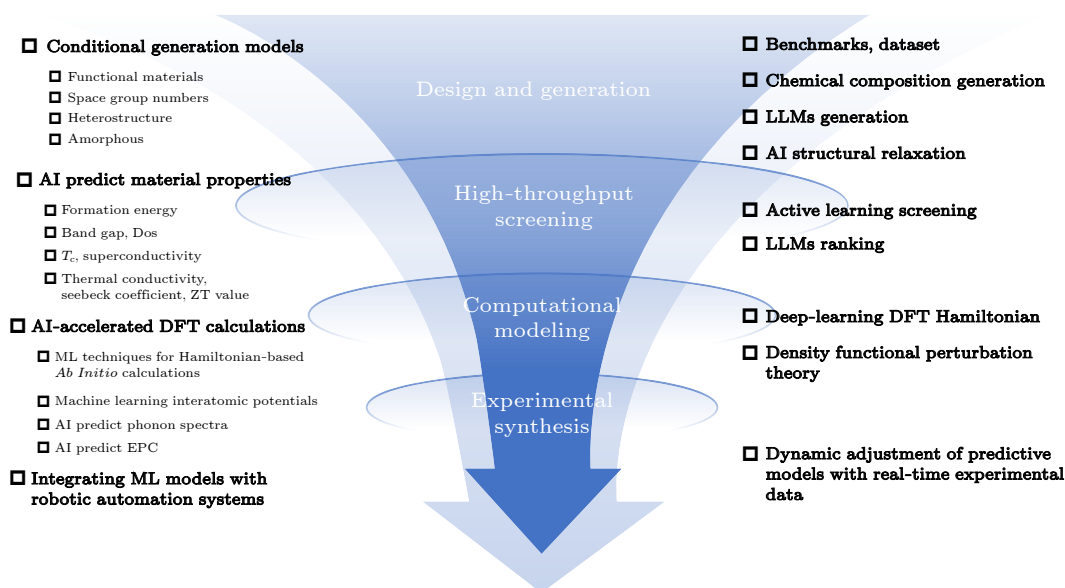 Conditional generation models
Functional materials
Space group numbers
Heterostructure
Amorphous
AI predict material properties
Formation energy
Band gap, Dos
Tc, superconductivity
Thermal conductivity,
seebeck coefficient, ZT value
AI-accelerated DFT calculations
ML techniques for Hamiltonian-based
Ab Initio calculations
Machine learning interatomic potentials
AI predict phonon spectra
AI predict EPC
Integrating ML models with
robotic automation systems
Design and generation
High-throughput
screening
Computational
modeling
Experimental
synthesis
Benchmarks, dataset
Chemical composition generation
LLMs generation
AI structural relaxation
Active learning screening
LLMs ranking
Deep-learning DFT Hamiltonian
Density functional perturbation
theory
Dynamic adjustment of predictive
models with real-time experimental
data